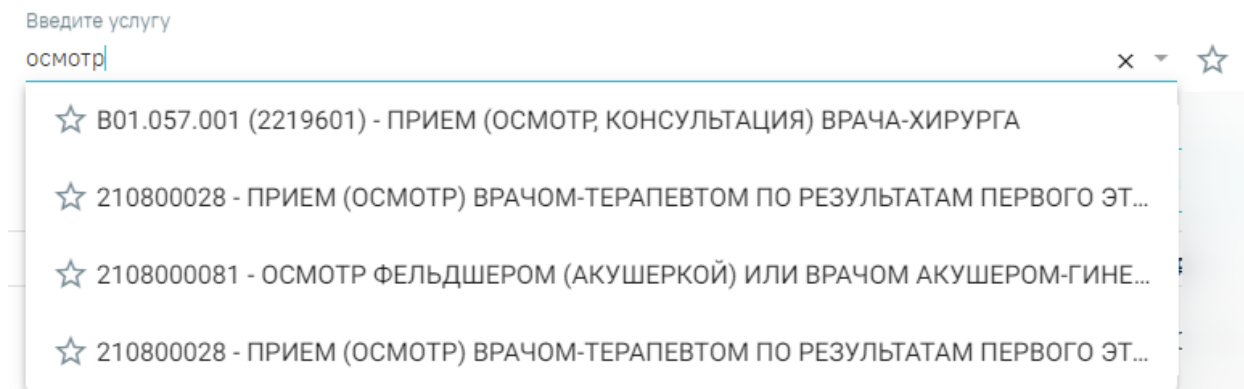 Введите услугу
осмотр
B01.057.001 (2219601) - ПРИЕМ (ОСМОТР, КОНСУЛЬТАЦИЯ) ВРАЧА-ХИРУРГА
210800028 - ПРИЕМ (ОСМОТР) ВРАЧОМ-ТЕРАПЕВТОМ ПО РЕЗУЛЬТАТАМ ПЕРВОГО ЭТ...
2108000081 - ОСМОТР ФЕЛЬДШЕРОМ (АКУШЕРКОЙ) ИЛИ ВРАЧОМ АКУШЕРОМ-ГИНЕ...
210800028 - ПРИЕМ (ОСМОТР) ВРАЧОМ-ТЕРАПЕВТОМ ПО РЕЗУЛЬТАТАМ ПЕРВОГО ЭТ...